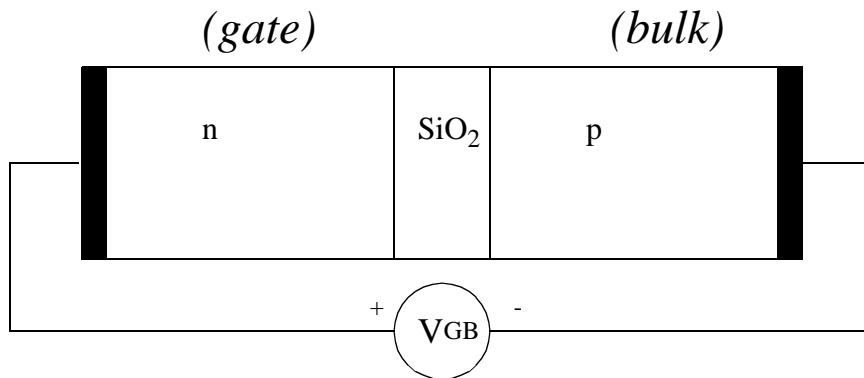 (gate) (bulk)
n SiO₂ p
+ VGB -